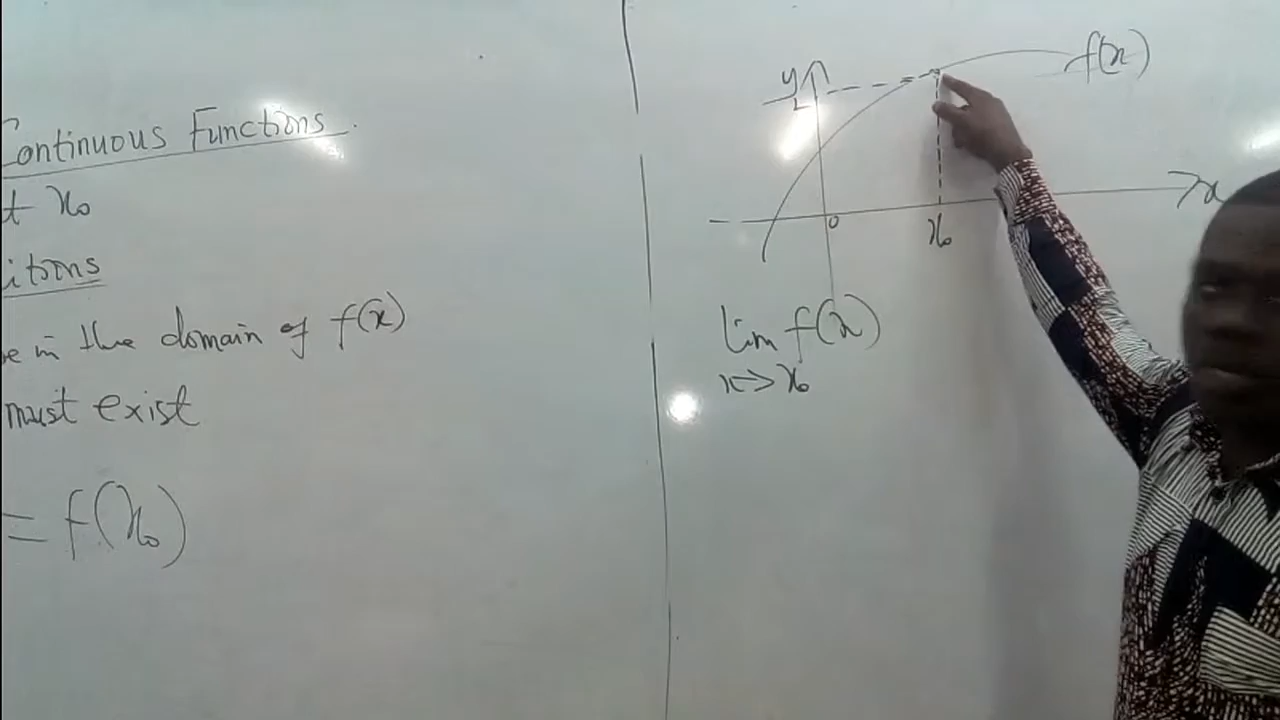 Continuous Functions.
t x₀
itions
e in the domain of f(x)
must exist
= f(x₀)
y
f(x)
L
x
0
x₀
lim f(x)
x→x₀